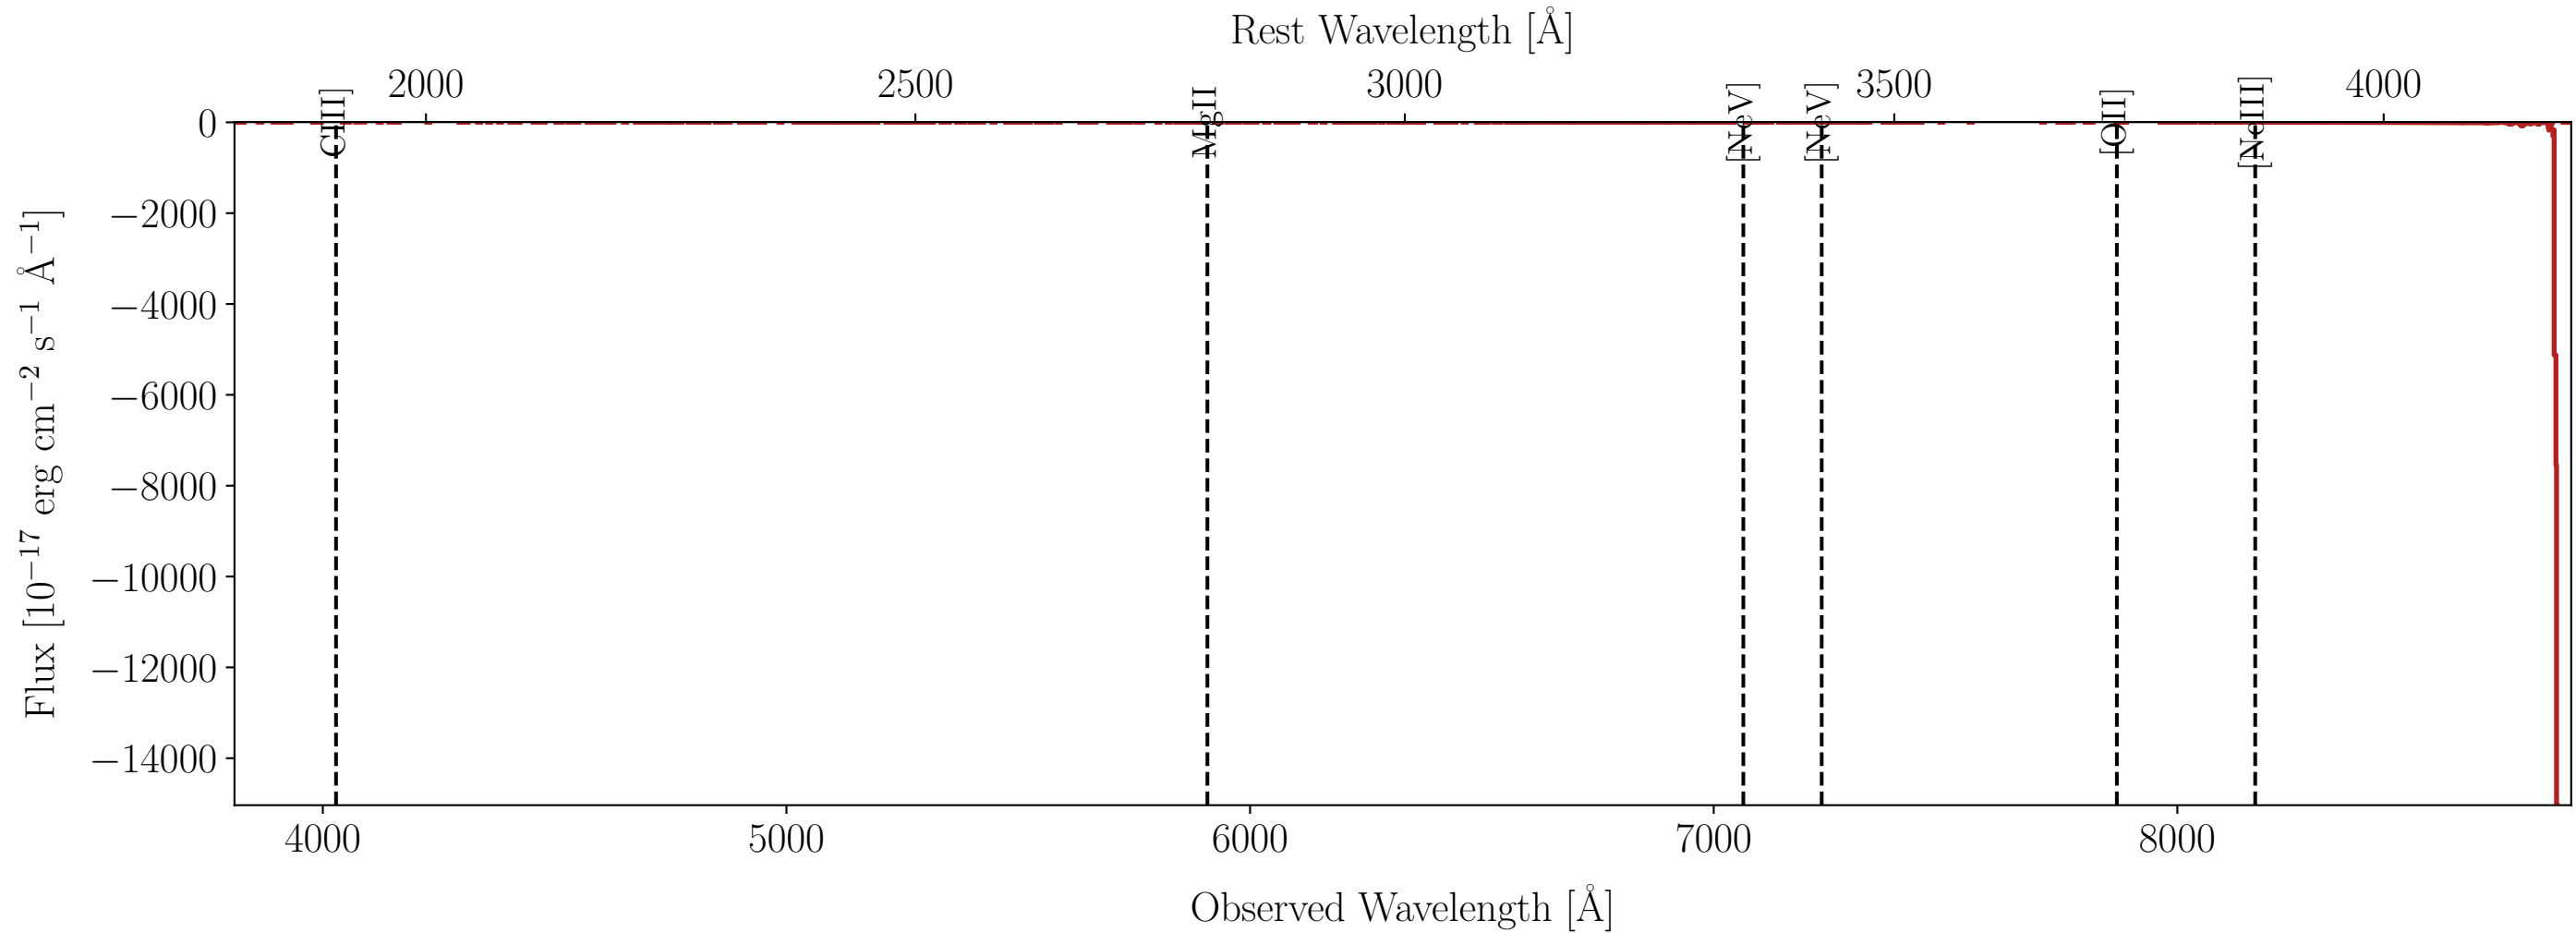 Rest Wavelength [Å]
2000 2500 3000 3500 4000
CIII] MgII [NeV] [NeV] [OII] [NeIII]
0
−2000
−4000
−6000
−8000
−10000
−12000
−14000
Flux [10⁻¹⁷ erg cm⁻² s⁻¹ Å⁻¹]
4000 5000 6000 7000 8000
Observed Wavelength [Å]